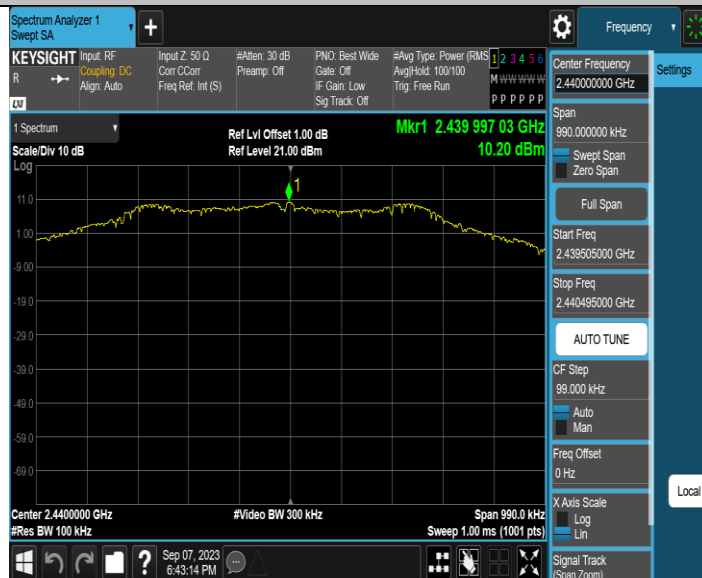 Spectrum Analyzer 1
Swept SA
+
Frequency
KEYSIGHT
R
LXI
Input: RF
Coupling: DC
Align: Auto
Input Z: 50 Ω
Corr CCorr
Freq Ref: Int (S)
#Atten: 30 dB
Preamp: Off
PNO: Best Wide
Gate: Off
IF Gain: Low
Sig Track: Off
#Avg Type: Power (RMS
Avg|Hold: 100/100
Trig: Free Run
1 2 3 4 5 6
M W W W W W
P P P P P P
1 Spectrum
Scale/Div 10 dB
Log
Ref Lvl Offset 1.00 dB
Ref Level 21.00 dBm
Mkr1 2.439 997 03 GHz
10.20 dBm
1
11.0
1.00
-9.00
-19.0
-29.0
-39.0
-49.0
-59.0
-69.0
Center 2.4400000 GHz
#Res BW 100 kHz
#Video BW 300 kHz
Span 990.0 kHz
Sweep 1.00 ms (1001 pts)
Center Frequency
2.440000000 GHz
Span
990.000000 kHz
Swept Span
Zero Span
Full Span
Start Freq
2.439505000 GHz
Stop Freq
2.440495000 GHz
AUTO TUNE
CF Step
99.000 kHz
Auto
Man
Freq Offset
0 Hz
X Axis Scale
Log
Lin
Signal Track
(Span Zoom)
Settings
Local
?
Sep 07, 2023
6:43:14 PM